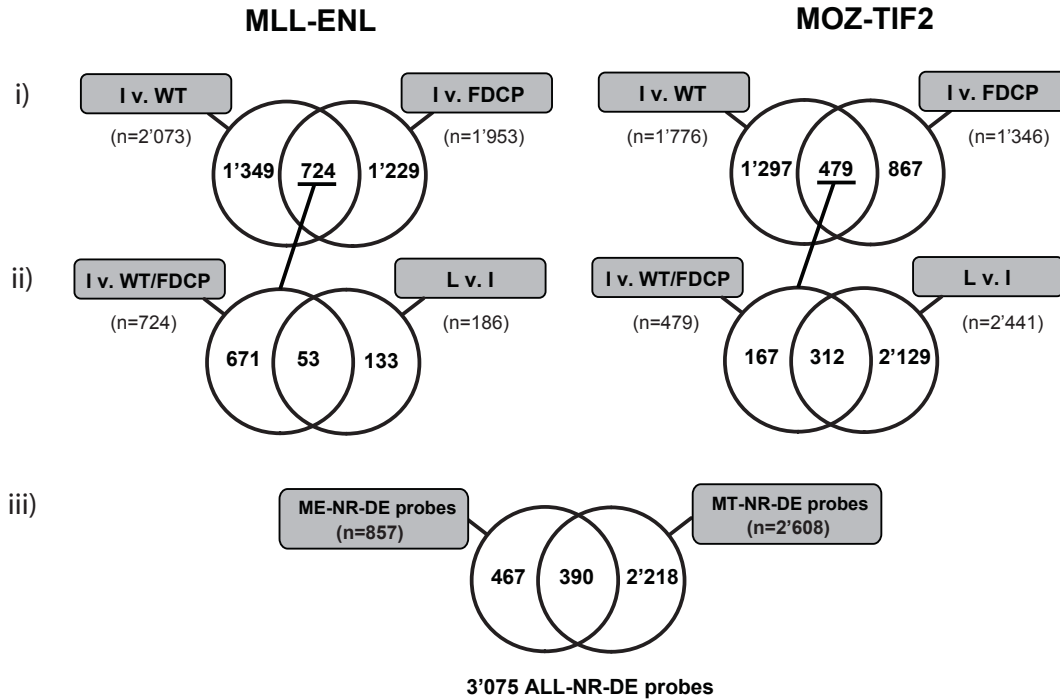 MLL-ENL
MOZ-TIF2
i)
I v. WT
I v. FDCP
(n=2'073)
(n=1'953)
1'349
724
1'229
I v. WT
I v. FDCP
(n=1'776)
(n=1'346)
1'297
479
867
ii)
I v. WT/FDCP
L v. I
(n=724)
(n=186)
671
53
133
I v. WT/FDCP
L v. I
(n=479)
(n=2'441)
167
312
2'129
iii)
ME-NR-DE probes
(n=857)
MT-NR-DE probes
(n=2'608)
467
390
2'218
3'075 ALL-NR-DE probes